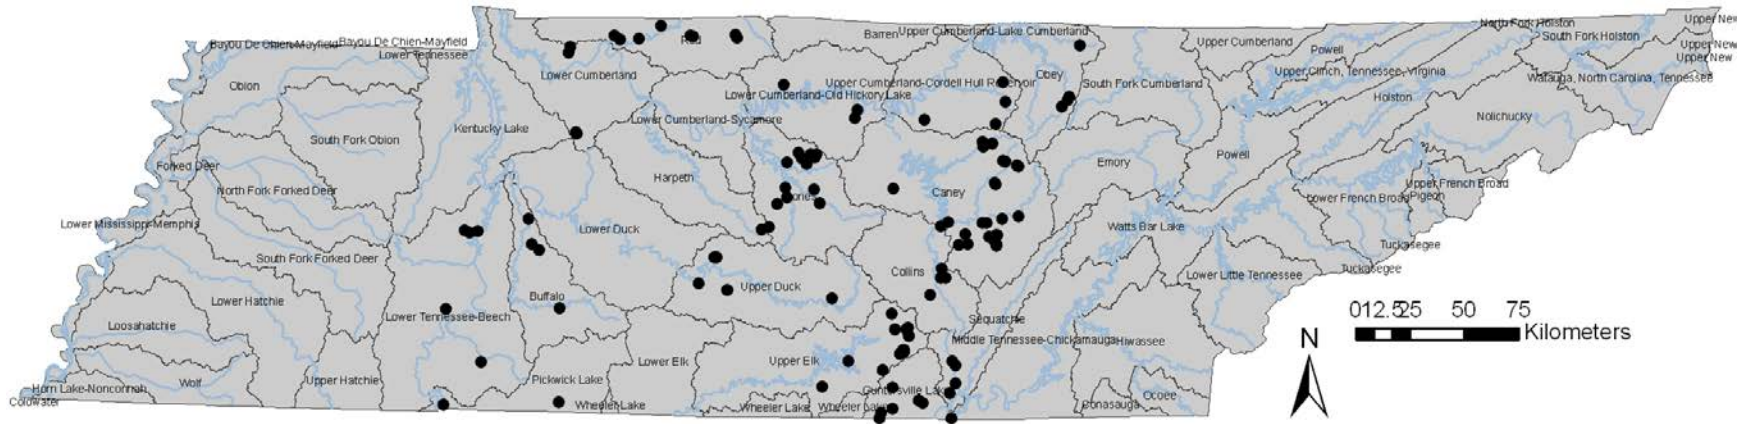 Bayou De Chien-Mayfield
Bayou De Chien-Mayfield
Lower Tennessee
Obion
South Fork Obion
Kentucky Lake
Forked Deer
North Fork Forked Deer
Lower Mississippi-Memphis
South Fork Forked Deer
Lower Hatchie
Loosahatchie
Horn Lake-Nonconnah
Wolf
Coldwater
Upper Hatchie
Lower Tennessee-Beech
Lower Cumberland
Red
Barren
Upper Cumberland-Lake Cumberland
Obey
Upper Cumberland-Cordell Hull Reservoir
Lower Cumberland-Old Hickory Lake
Lower Cumberland-Sycamore
South Fork Cumberland
Upper Cumberland
Powell
North Fork Holston
South Fork Holston
Upper New
Upper New
Upper New
Upper Clinch, Tennessee, Virginia
Watauga, North Carolina, Tennessee
Holston
Nolichucky
Harpeth
Caney
Emory
Powell
Upper French Broad
Lower French Broad
Pigeon
Lower Duck
Watts Bar Lake
Tuckasegee
Tuckasegee
Lower Little Tennessee
Collins
Upper Duck
Buffalo
Sequatchie
Middle Tennessee-Chickamauga
Hiwassee
Lower Elk
Upper Elk
Pickwick Lake
Guntersville Lake
Wheeler Lake
Wheeler Lake
Wheeler Lake
Conasauga
Ocoee
N
0 12.5 25 50 75
Kilometers